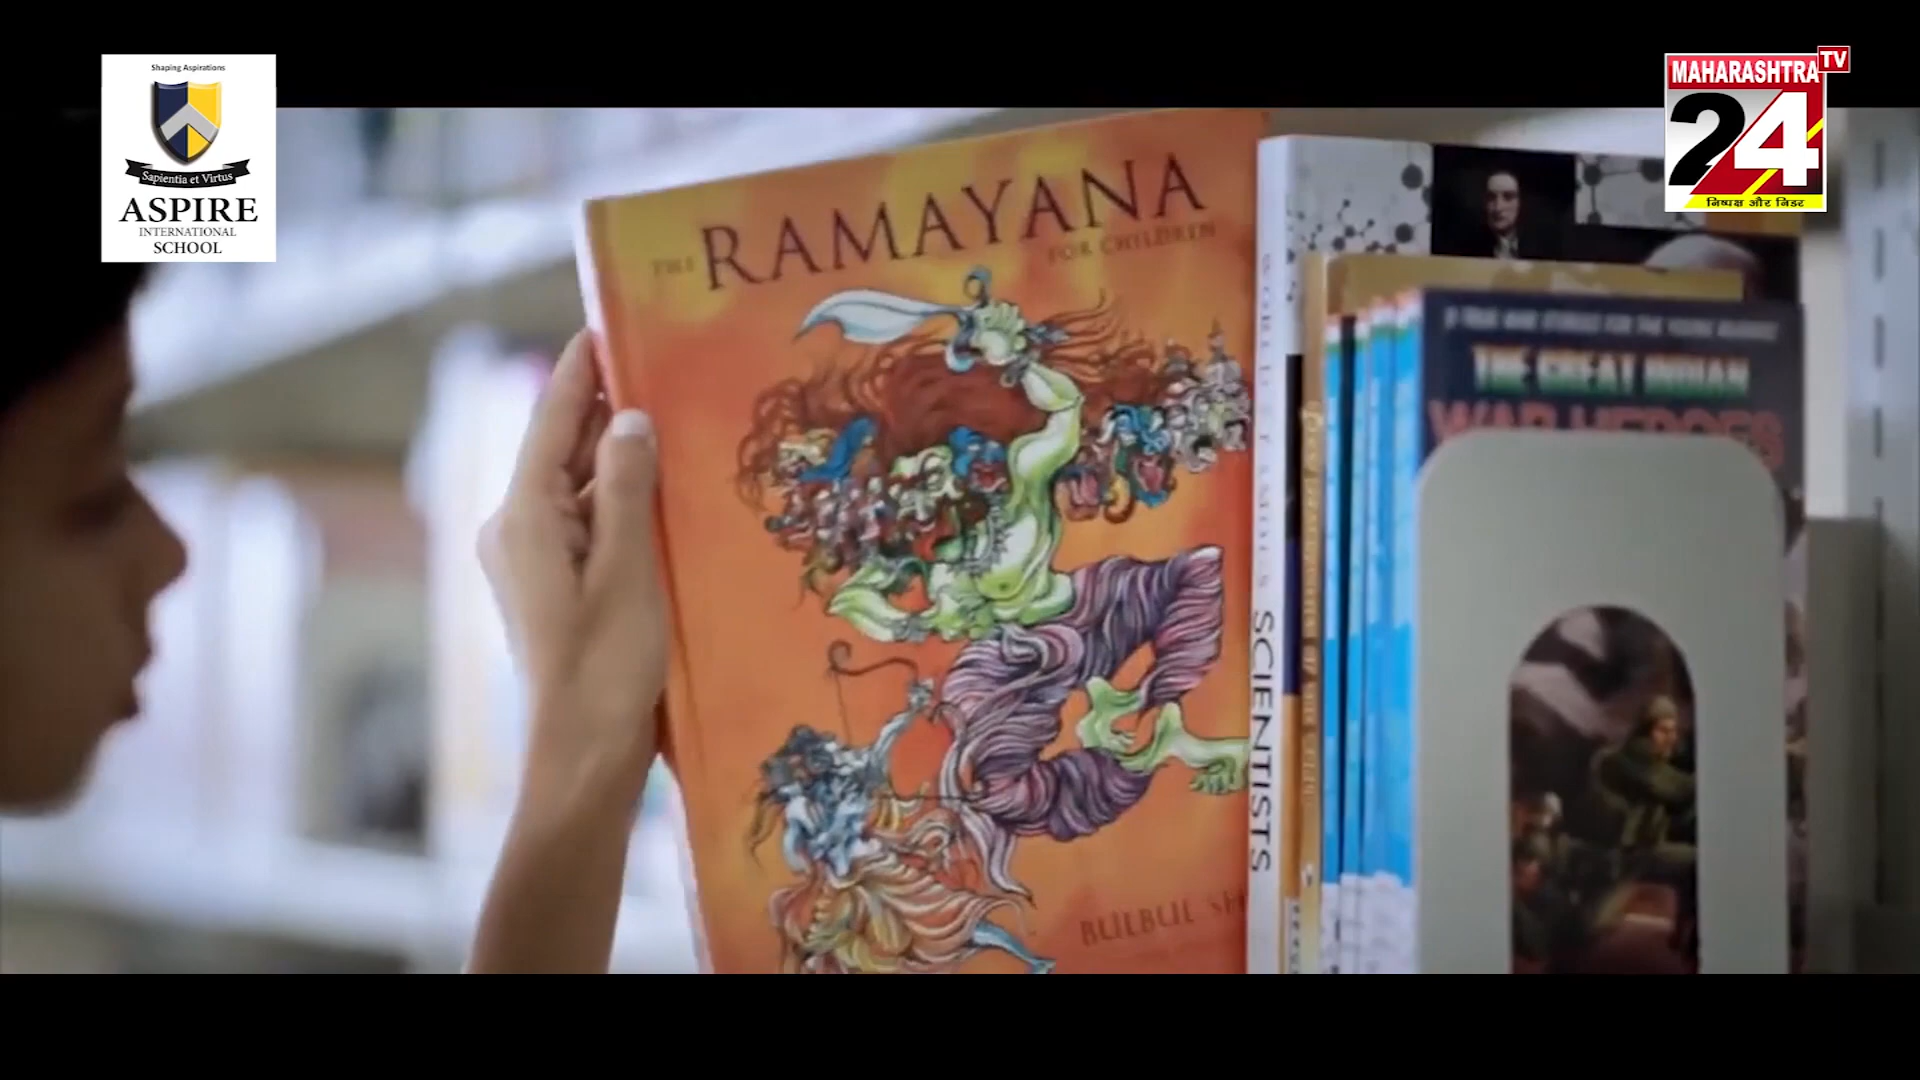 Shaping Aspirations
Sapientia et Virtus
ASPIRE
INTERNATIONAL
SCHOOL
MAHARASHTRA TV
24
निष्पक्ष और निडर
THE RAMAYANA
FOR CHILDREN
BULBUL SH
SCIENTISTS
THE GREAT INDIAN
WAR HEROES